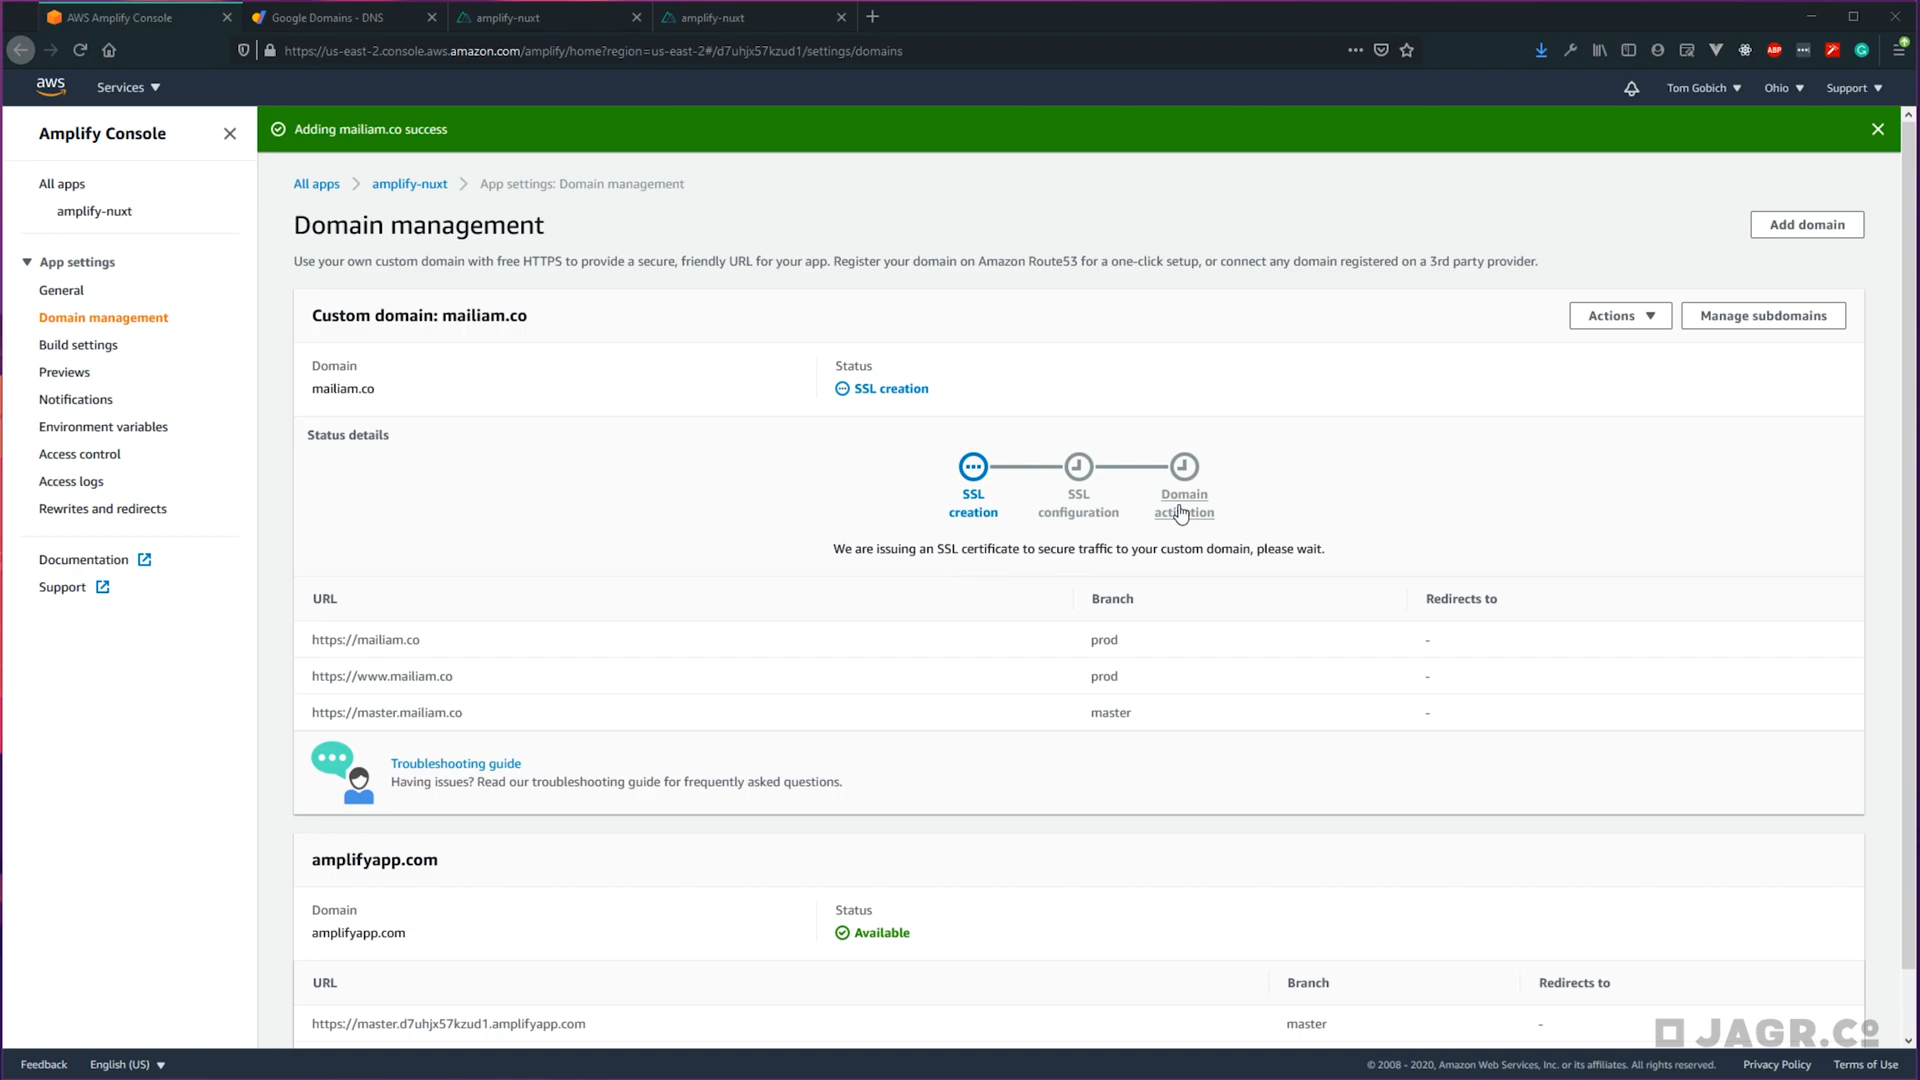 AWS Amplify Console
Google Domains - DNS
amplify-nuxt
amplify-nuxt
https://us-east-2.console.aws.amazon.com/amplify/home?region=us-east-2#/d7uhjx57kzud1/settings/domains
ABP
aws
Services
Tom Gobich
Ohio
Support
Amplify Console
Adding mailiam.co success
All apps
amplify-nuxt
App settings
General
Domain management
Build settings
Previews
Notifications
Environment variables
Access control
Access logs
Rewrites and redirects
Documentation
Support
All apps
amplify-nuxt
App settings: Domain management
Domain management
Add domain
Use your own custom domain with free HTTPS to provide a secure, friendly URL for your app. Register your domain on Amazon Route53 for a one-click setup, or connect any domain registered on a 3rd party provider.
Custom domain: mailiam.co
Actions
Manage subdomains
Domain
mailiam.co
Status
SSL creation
Status details
SSL
creation
SSL
configuration
Domain
activation
We are issuing an SSL certificate to secure traffic to your custom domain, please wait.
URL Branch Redirects to
https://mailiam.co prod -
https://www.mailiam.co prod -
https://master.mailiam.co master -
Troubleshooting guide
Having issues? Read our troubleshooting guide for frequently asked questions.
amplifyapp.com
Domain
amplifyapp.com
Status
Available
URL Branch Redirects to
https://master.d7uhjx57kzud1.amplifyapp.com master -
JAGR.Co
Feedback
English (US)
© 2008 - 2020, Amazon Web Services, Inc. or its affiliates. All rights reserved.
Privacy Policy
Terms of Use